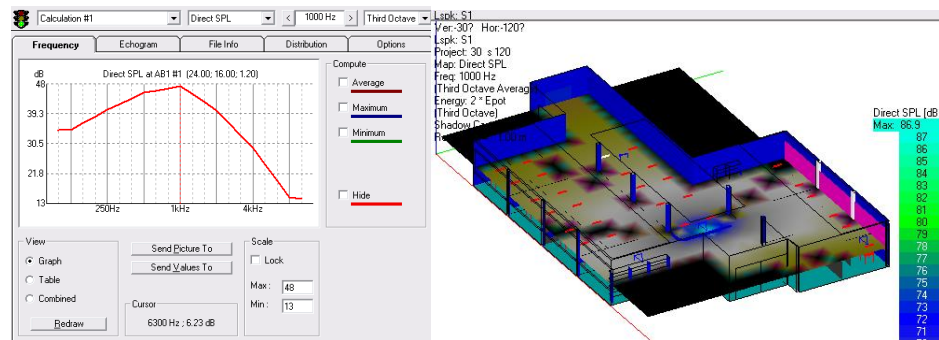 Calculation #1
Direct SPL
< 1000 Hz >
Third Octave
Frequency
Echogram
File Info
Distribution
Options
dB
Direct SPL at AB1 #1 (24.00; 16.00; 1.20)
48
39.3
30.5
21.8
13
250Hz
1kHz
4kHz
Compute
Average
Maximum
Minimum
Hide
View
Graph
Table
Combined
Redraw
Send Picture To
Send Values To
Cursor
6300 Hz ; 6.23 dB
Scale
Lock
Max : 48
Min : 13
Lspk: S1
Ver:-30? Hor:-120?
Lspk: S1
Project: 30 s 120
Map: Direct SPL
Freq: 1000 Hz
(Third Octave Average)
Energy: 2 * Epot
(Third Octave)
Shadow
Direct SPL [dB
Max: 86.9
87
86
85
84
83
82
81
80
79
78
77
76
75
74
73
72
71